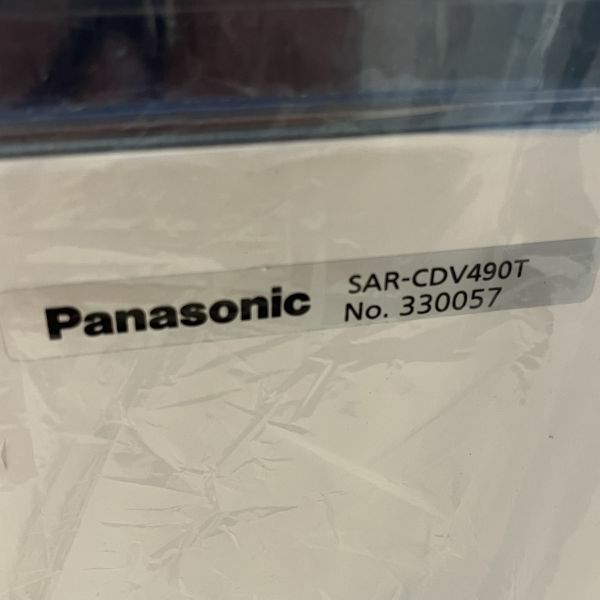 Panasonic
SAR-CDV490T
No. 330057